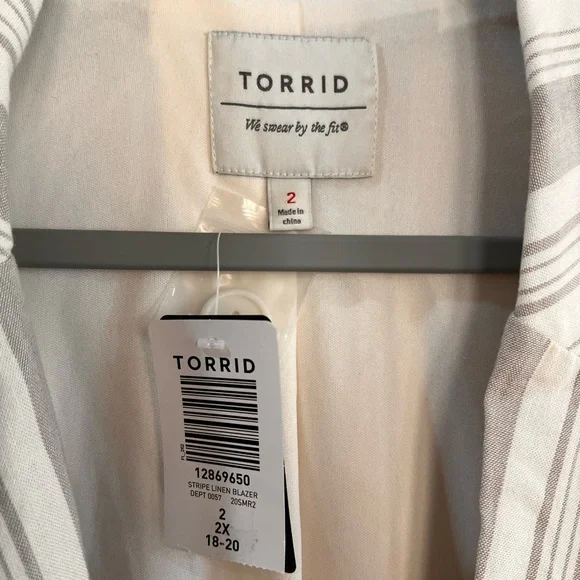 TORRID
We swear by the fit®
2
Made in
china
TORRID
12869650
STRIPE LINEN BLAZER
DEPT 0057 20SMR2
2
2X
18-20